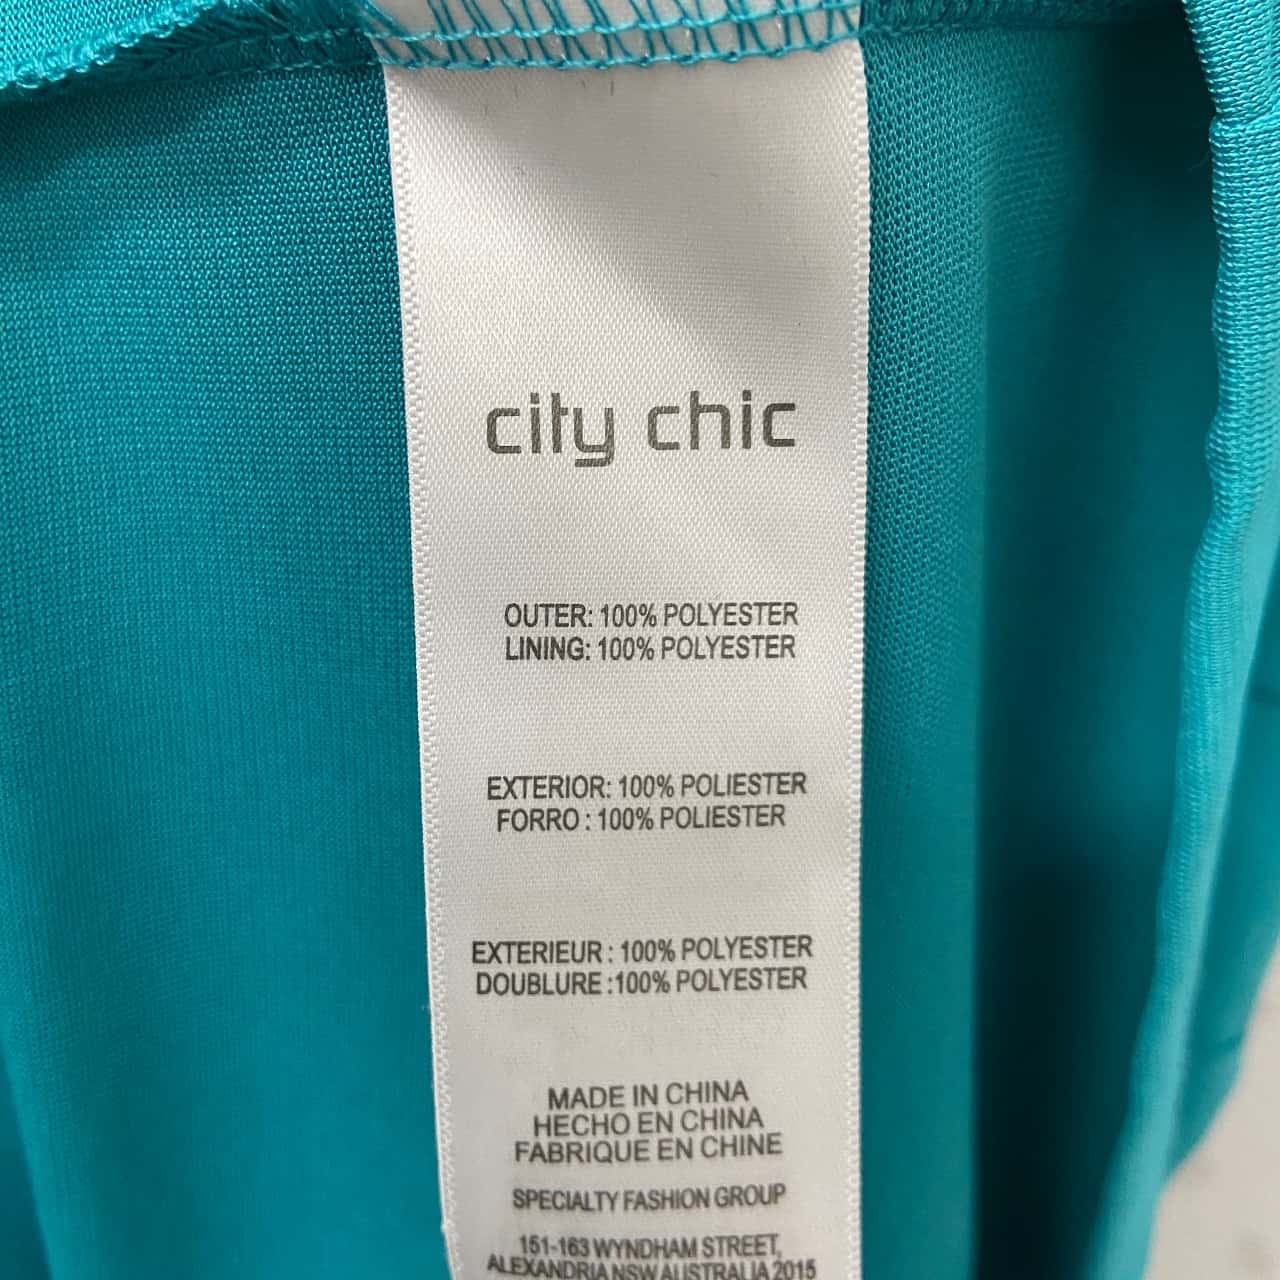 city chic
OUTER: 100% POLYESTER
LINING: 100% POLYESTER
EXTERIOR: 100% POLIESTER
FORRO : 100% POLIESTER
EXTERIEUR : 100% POLYESTER
DOUBLURE :100% POLYESTER
MADE IN CHINA
HECHO EN CHINA
FABRIQUE EN CHINE
SPECIALTY FASHION GROUP
151-163 WYNDHAM STREET,
ALEXANDRIA NSW AUSTRALIA 2015